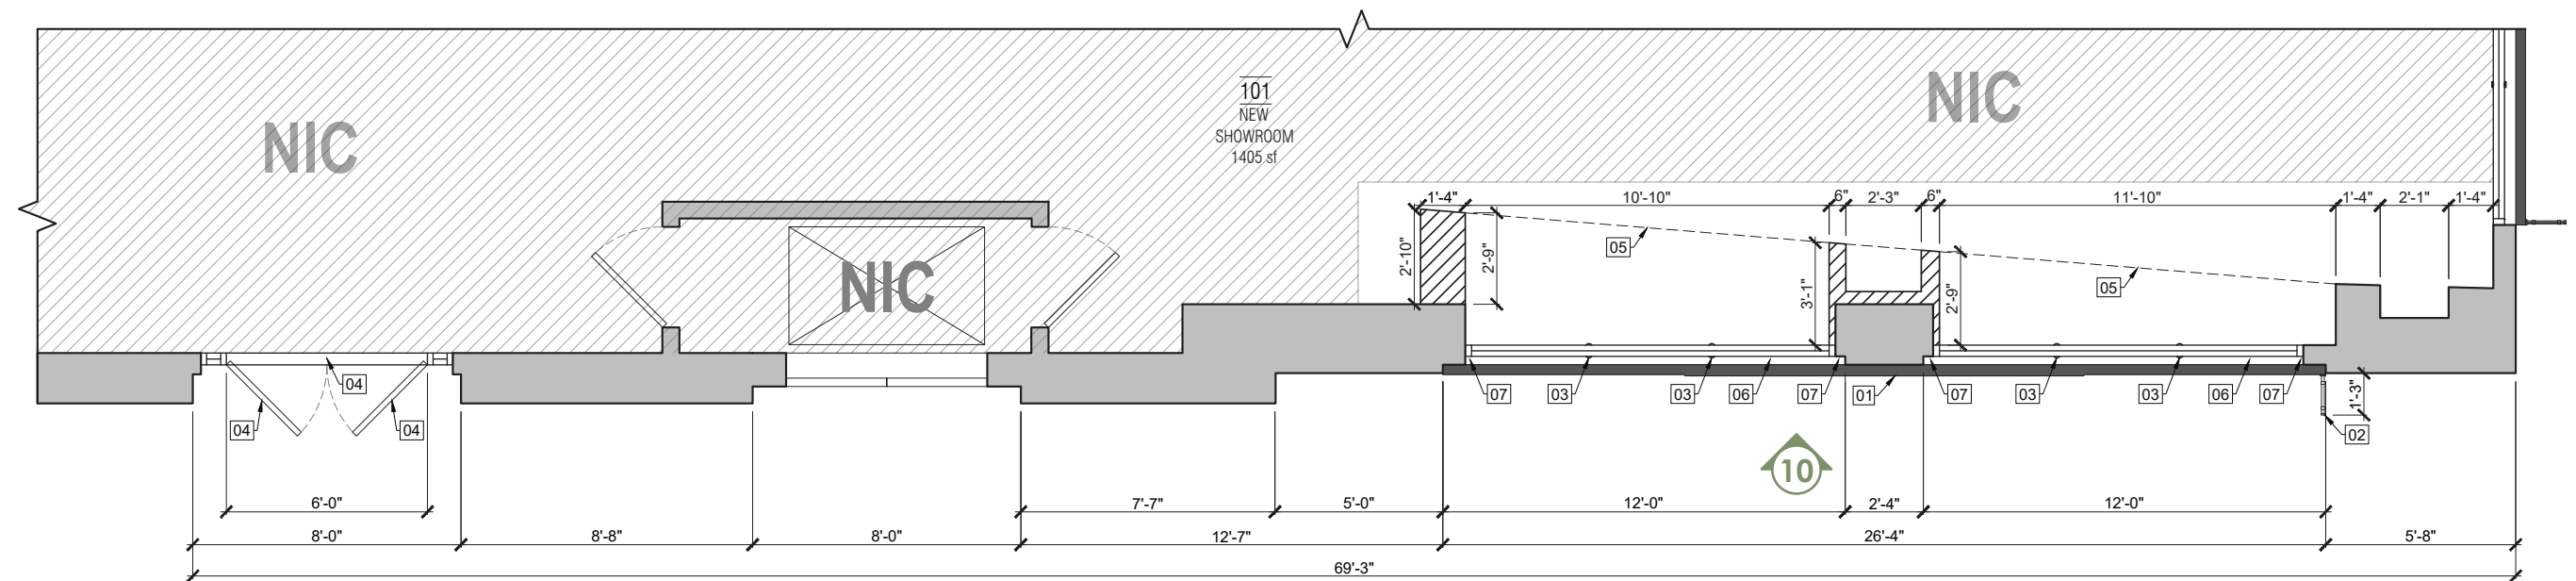 NIC
101
NEW
SHOWROOM
1405 sf
NIC
NIC
1'-4" 10'-10" 6" 2'-3" 6" 11'-10" 1'-4" 2'-1" 1'-4"
2'-10" 2'-9" 05 3'-1" 2'-9" 05
04 07 03 03 06 07 01 07 03 03 06 07 1'-3"
04 04 02
10
6'-0" 7'-7" 5'-0" 12'-0" 2'-4" 12'-0"
8'-0" 8'-8" 8'-0" 12'-7" 26'-4" 5'-8"
69'-3"